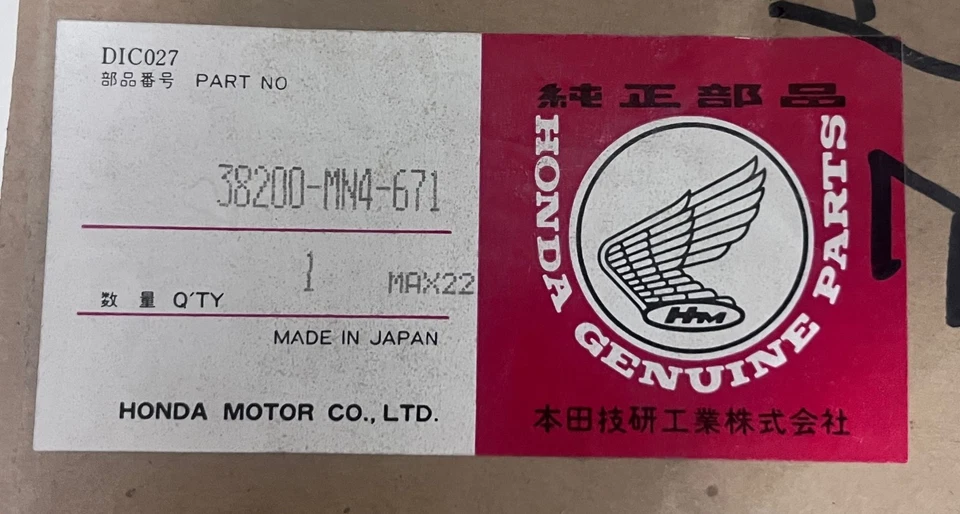 DIC027
部品番号 PART NO
38200-MN4-671
数量 Q'TY 1 MAX22
MADE IN JAPAN
HONDA MOTOR CO., LTD.
純正部品
HONDA GENUINE PARTS
HM
本田技研工業株式会社